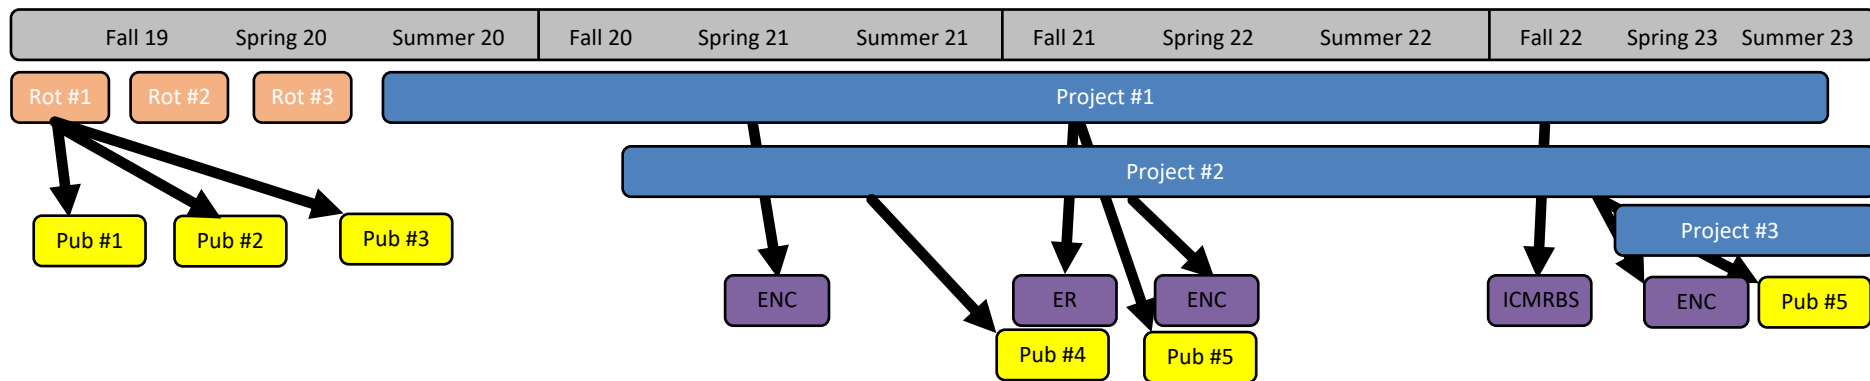 Fall 19 Spring 20 Summer 20 Fall 20 Spring 21 Summer 21 Fall 21 Spring 22 Summer 22 Fall 22 Spring 23 Summer 23
Rot #1 Rot #2 Rot #3 Project #1
Project #2
Pub #1 Pub #2 Pub #3 Project #3
ENC ER ENC ICMRBS ENC Pub #5
Pub #4 Pub #5